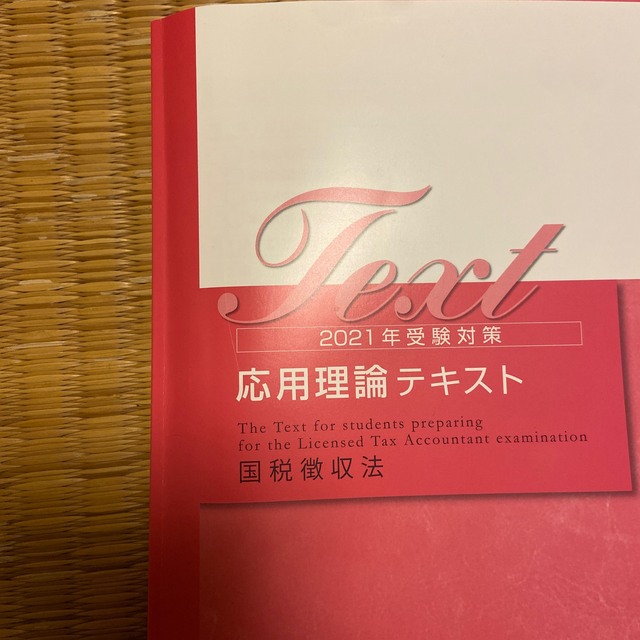 Text
2021年受験対策
応用理論テキスト
The Text for students preparing
for the Licensed Tax Accountant examination
国税徴収法